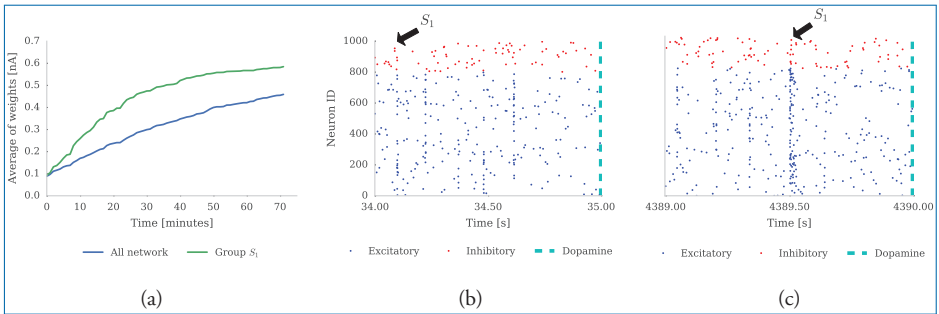 S1
S1
0.7
0.6
0.5
0.4
0.3
0.2
0.1
0.0
Average of weights [nA]
0 10 20 30 40 50 60 70
Time [minutes]
All network Group S1
(a)
1000
800
600
400
200
0
Neuron ID
34.00 34.50 35.00
Time [s]
Excitatory Inhibitory Dopamine
(b)
4389.00 4389.50 4390.00
Time [s]
Excitatory Inhibitory Dopamine
(c)